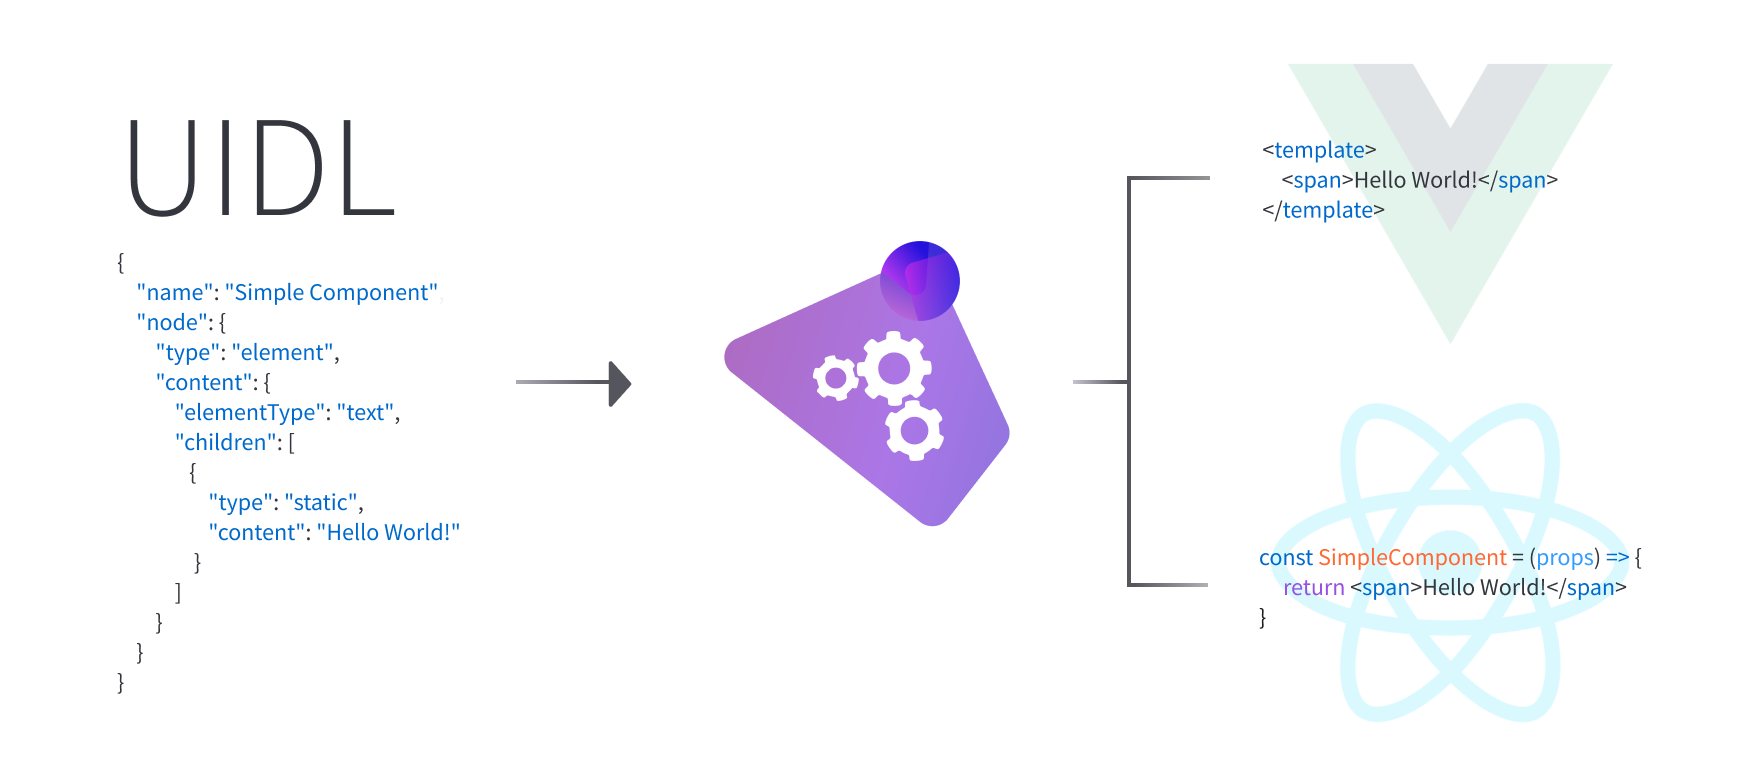 UIDL
{
"name": "Simple Component",
"node": {
"type": "element",
"content": {
"elementType": "text",
"children": [
{
"type": "static",
"content": "Hello World!"
}
]
}
}
}
<template>
<span>Hello World!</span>
</template>
const SimpleComponent = (props) => {
return <span>Hello World!</span>
}